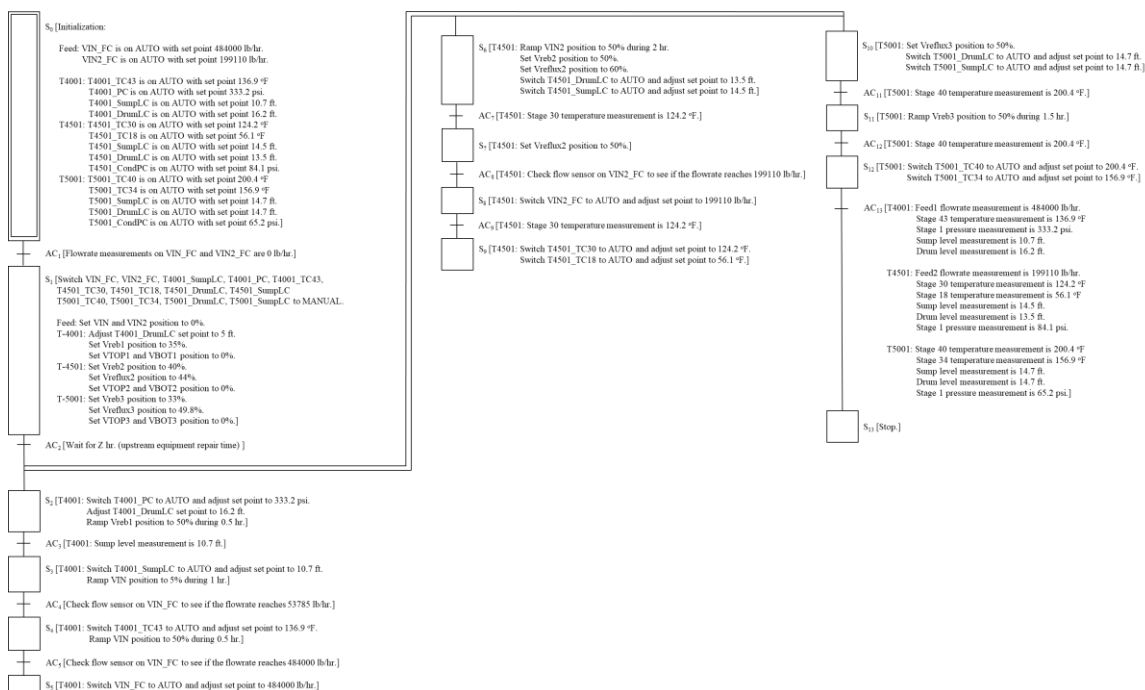 S0 [Initialization:
Feed: VIN_FC is on AUTO with set point 484000 lb/hr.
VIN2_FC is on AUTO with set point 199110 lb/hr.
T4001: T4001_TC43 is on AUTO with set point 136.9 °F
T4001_PC is on AUTO with set point 333.2 psi.
T4001_SumpLC is on AUTO with set point 10.7 ft.
T4001_DrumLC is on AUTO with set point 16.2 ft.
T4501: T4501_TC30 is on AUTO with set point 124.2 °F
T4501_TC18 is on AUTO with set point 56.1 °F
T4501_SumpLC is on AUTO with set point 14.5 ft.
T4501_DrumLC is on AUTO with set point 13.5 ft.
T4501_CondPC is on AUTO with set point 84.1 psi.
T5001: T5001_TC40 is on AUTO with set point 200.4 °F
T5001_TC34 is on AUTO with set point 156.9 °F
T5001_SumpLC is on AUTO with set point 14.7 ft.
T5001_DrumLC is on AUTO with set point 14.7 ft.
T5001_CondPC is on AUTO with set point 65.2 psi.]
AC1 [Flowrate measurements on VIN_FC and VIN2_FC are 0 lb/hr.]
S1 [Switch VIN_FC, VIN2_FC, T4001_SumpLC, T4001_PC, T4001_TC43,
T4501_TC30, T4501_TC18, T4501_DrumLC, T4501_SumpLC
T5001_TC40, T5001_TC34, T5001_DrumLC, T5001_SumpLC to MANUAL.
Feed: Set VIN and VIN2 position to 0%.
T-4001: Adjust T4001_DrumLC set point to 5 ft.
Set Vreb1 position to 35%.
Set VTOP1 and VBOT1 position to 0%.
T-4501: Set Vreb2 position to 40%.
Set Vreflux2 position to 44%.
Set VTOP2 and VBOT2 position to 0%.
T-5001: Set Vreb3 position to 33%.
Set Vreflux3 position to 49.8%.
Set VTOP3 and VBOT3 position to 0%.]
AC2 [Wait for Z hr. (upstream equipment repair time) ]
S2 [T4001: Switch T4001_PC to AUTO and adjust set point to 333.2 psi.
Adjust T4001_DrumLC set point to 16.2 ft.
Ramp Vreb1 position to 50% during 0.5 hr.]
AC3 [T4001: Sump level measurement is 10.7 ft.]
S3 [T4001: Switch T4001_SumpLC to AUTO and adjust set point to 10.7 ft.
Ramp VIN position to 5% during 1 hr.]
AC4 [Check flow sensor on VIN_FC to see if the flowrate reaches 53785 lb/hr.]
S4 [T4001: Switch T4001_TC43 to AUTO and adjust set point to 136.9 °F.
Ramp VIN position to 50% during 0.5 hr.]
AC5 [Check flow sensor on VIN_FC to see if the flowrate reaches 484000 lb/hr.]
S5 [T4001: Switch VIN_FC to AUTO and adjust set point to 484000 lb/hr.]
S6 [T4501: Ramp VIN2 position to 50% during 2 hr.
Set Vreb2 position to 50%.
Set Vreflux2 position to 60%.
Switch T4501_DrumLC to AUTO and adjust set point to 13.5 ft.
Switch T4501_SumpLC to AUTO and adjust set point to 14.5 ft.]
AC7 [T4501: Stage 30 temperature measurement is 124.2 °F.]
S7 [T4501: Set Vreflux2 position to 50%.]
AC8 [T4501: Check flow sensor on VIN2_FC to see if the flowrate reaches 199110 lb/hr.]
S8 [T4501: Switch VIN2_FC to AUTO and adjust set point to 199110 lb/hr.]
AC9 [T4501: Stage 30 temperature measurement is 124.2 °F.]
S9 [T4501: Switch T4501_TC30 to AUTO and adjust set point to 124.2 °F.
Switch T4501_TC18 to AUTO and adjust set point to 56.1 °F.]
S10 [T5001: Set Vreflux3 position to 50%.
Switch T5001_DrumLC to AUTO and adjust set point to 14.7 ft.
Switch T5001_SumpLC to AUTO and adjust set point to 14.7 ft.]
AC11 [T5001: Stage 40 temperature measurement is 200.4 °F.]
S11 [T5001: Ramp Vreb3 position to 50% during 1.5 hr.]
AC12 [T5001: Stage 40 temperature measurement is 200.4 °F.]
S12 [T5001: Switch T5001_TC40 to AUTO and adjust set point to 200.4 °F.
Switch T5001_TC34 to AUTO and adjust set point to 156.9 °F.]
AC13 [T4001: Feed1 flowrate measurement is 484000 lb/hr.
Stage 43 temperature measurement is 136.9 °F
Stage 1 pressure measurement is 333.2 psi.
Sump level measurement is 10.7 ft.
Drum level measurement is 16.2 ft.
T4501: Feed2 flowrate measurement is 199110 lb/hr.
Stage 30 temperature measurement is 124.2 °F
Stage 18 temperature measurement is 56.1 °F
Sump level measurement is 14.5 ft.
Drum level measurement is 13.5 ft.
Stage 1 pressure measurement is 84.1 psi.
T5001: Stage 40 temperature measurement is 200.4 °F
Stage 34 temperature measurement is 156.9 °F
Sump level measurement is 14.7 ft.
Drum level measurement is 14.7 ft.
Stage 1 pressure measurement is 65.2 psi.]
S13 [Stop.]